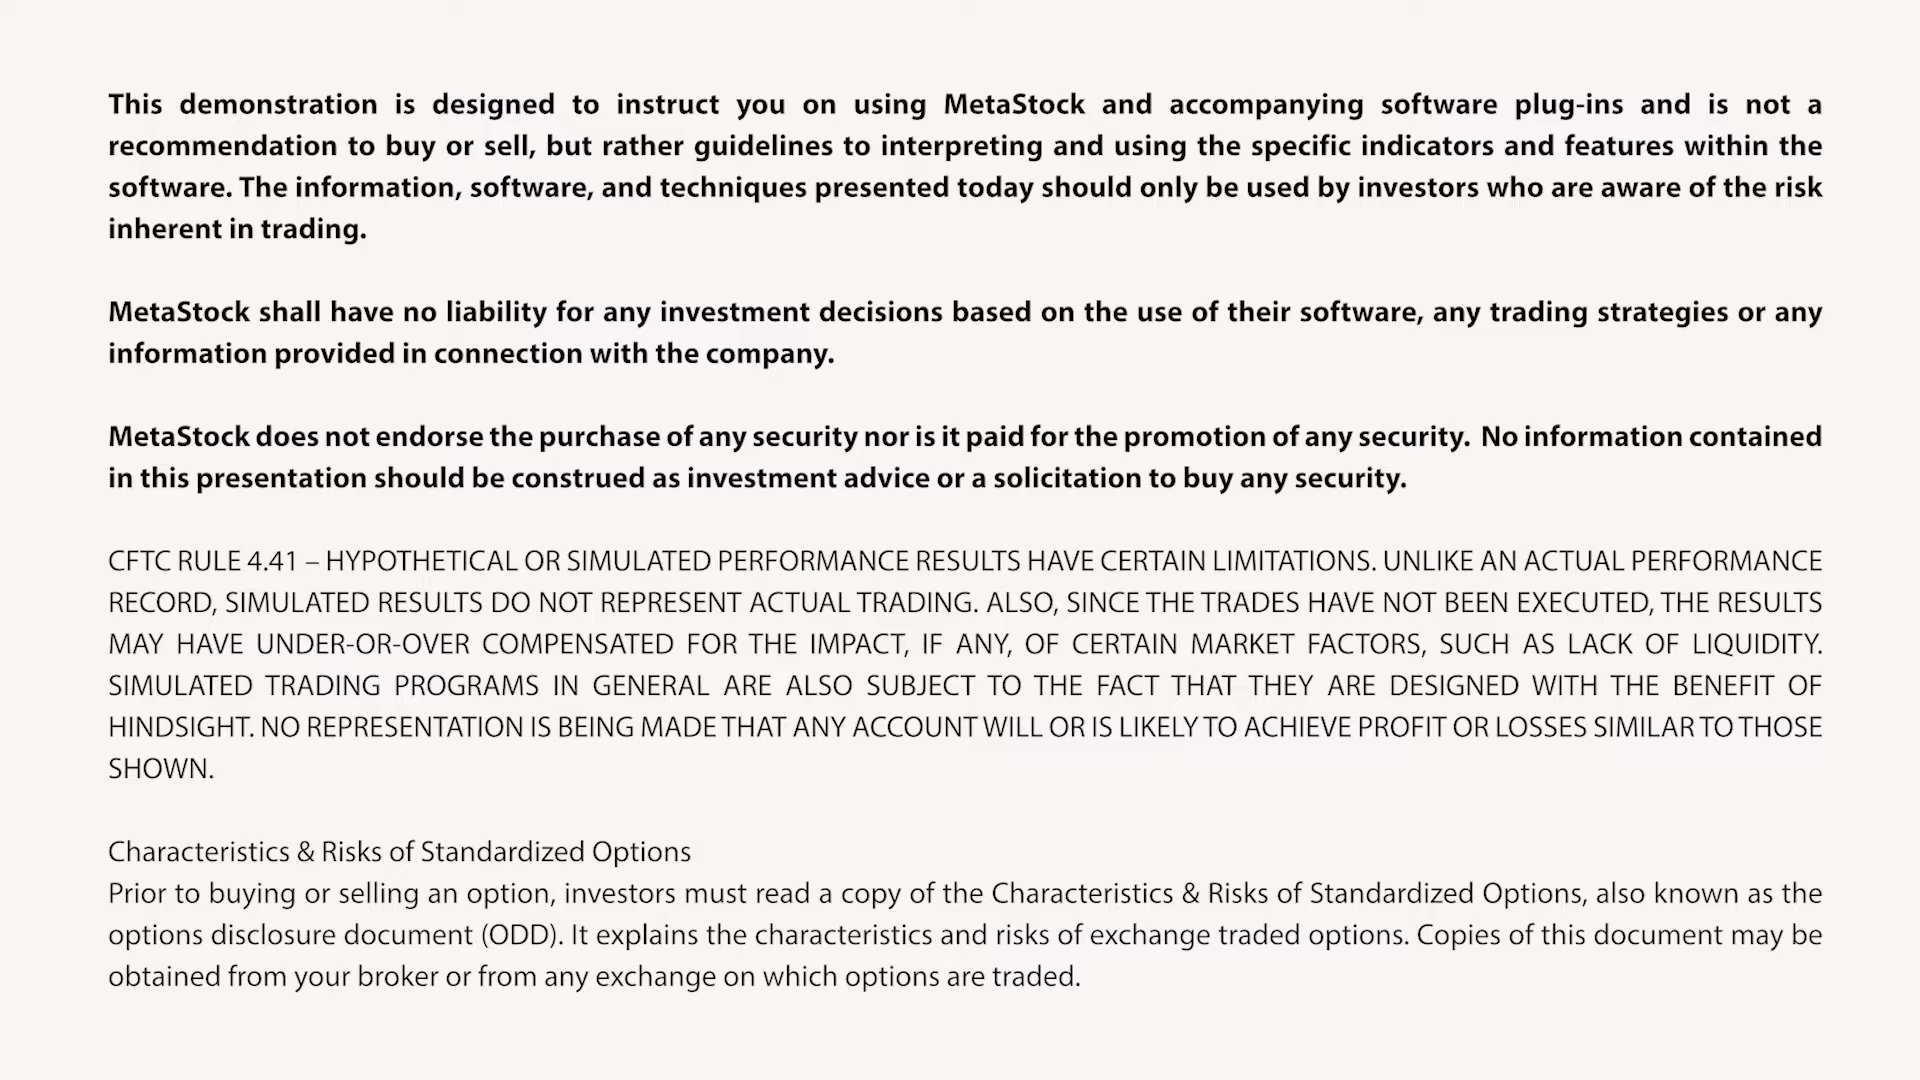 This demonstration is designed to instruct you on using MetaStock and accompanying software plug-ins and is not a
recommendation to buy or sell, but rather guidelines to interpreting and using the specific indicators and features within the
software. The information, software, and techniques presented today should only be used by investors who are aware of the risk
inherent in trading.
MetaStock shall have no liability for any investment decisions based on the use of their software, any trading strategies or any
information provided in connection with the company.
MetaStock does not endorse the purchase of any security nor is it paid for the promotion of any security.  No information contained
in this presentation should be construed as investment advice or a solicitation to buy any security.
CFTC RULE 4.41 – HYPOTHETICAL OR SIMULATED PERFORMANCE RESULTS HAVE CERTAIN LIMITATIONS. UNLIKE AN ACTUAL PERFORMANCE
RECORD, SIMULATED RESULTS DO NOT REPRESENT ACTUAL TRADING. ALSO, SINCE THE TRADES HAVE NOT BEEN EXECUTED, THE RESULTS
MAY HAVE UNDER-OR-OVER COMPENSATED FOR THE IMPACT, IF ANY, OF CERTAIN MARKET FACTORS, SUCH AS LACK OF LIQUIDITY.
SIMULATED TRADING PROGRAMS IN GENERAL ARE ALSO SUBJECT TO THE FACT THAT THEY ARE DESIGNED WITH THE BENEFIT OF
HINDSIGHT. NO REPRESENTATION IS BEING MADE THAT ANY ACCOUNT WILL OR IS LIKELY TO ACHIEVE PROFIT OR LOSSES SIMILAR TO THOSE
SHOWN.
Characteristics & Risks of Standardized Options
Prior to buying or selling an option, investors must read a copy of the Characteristics & Risks of Standardized Options, also known as the
options disclosure document (ODD). It explains the characteristics and risks of exchange traded options. Copies of this document may be
obtained from your broker or from any exchange on which options are traded.